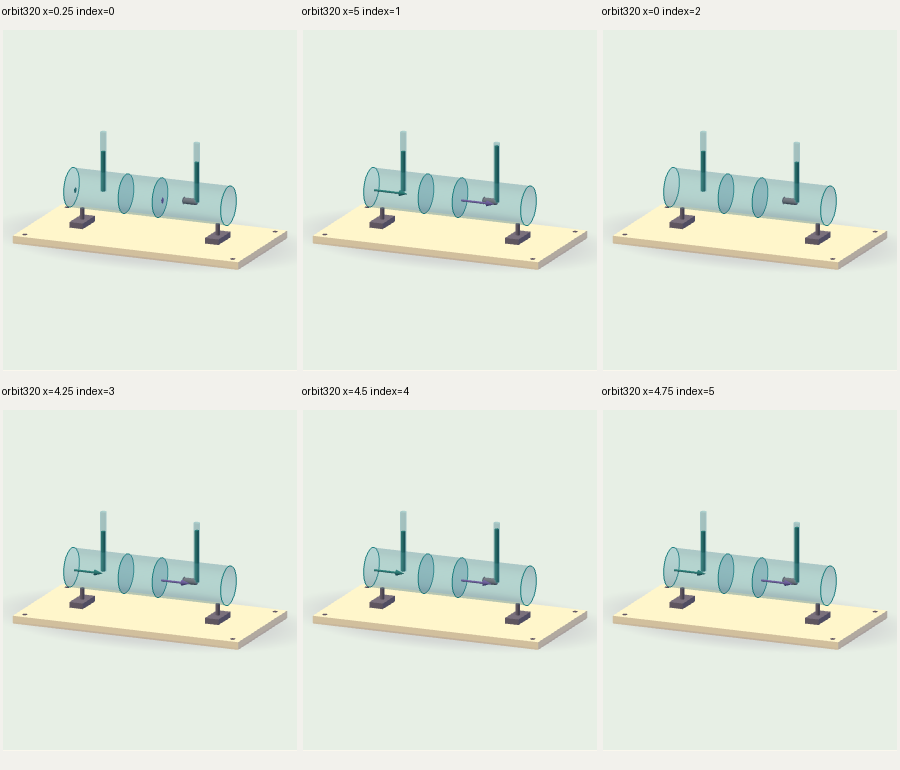 orbit320 x=0.25 index=0
orbit320 x=5 index=1
orbit320 x=0 index=2
orbit320 x=4.25 index=3
orbit320 x=4.5 index=4
orbit320 x=4.75 index=5